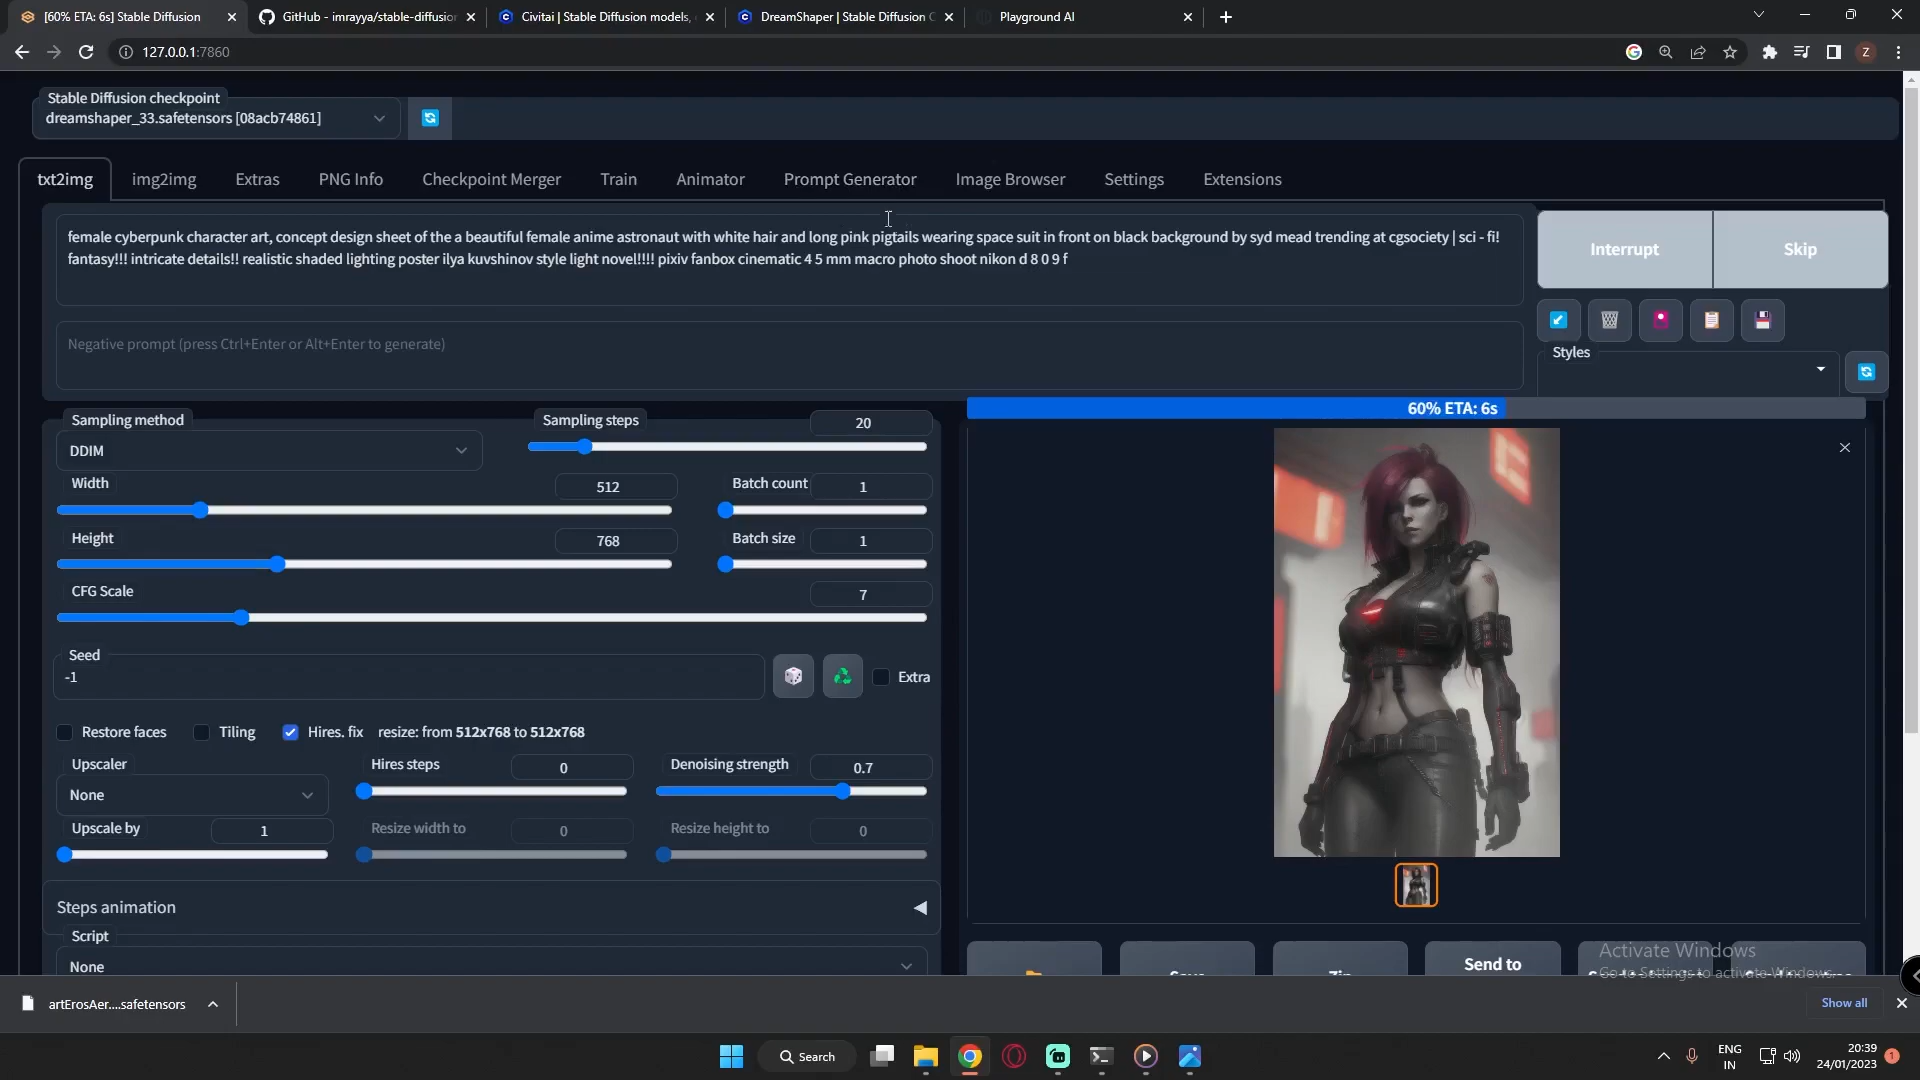 [60% ETA: 6s] Stable Diffusion
GitHub - imrayya/stable-diffusion
Civitai | Stable Diffusion models,
DreamShaper | Stable Diffusion C
Playground AI
127.0.0.1:7860
Z
Stable Diffusion checkpoint
dreamshaper_33.safetensors [08acb74861]
txt2img
img2img
Extras
PNG Info
Checkpoint Merger
Train
Animator
Prompt Generator
Image Browser
Settings
Extensions
female cyberpunk character art, concept design sheet of the a beautiful female anime astronaut with white hair and long pink pigtails wearing space suit in front on black background by syd mead trending at cgsociety | sci - fi!
fantasy!!! intricate details!! realistic shaded lighting poster ilya kuvshinov style light novel!!!! pixiv fanbox cinematic 4 5 mm macro photo shoot nikon d 8 0 9 f
Interrupt
Skip
Negative prompt (press Ctrl+Enter or Alt+Enter to generate)
Styles
Sampling method
DDIM
Sampling steps
20
60% ETA: 6s
Width
512
Batch count
1
Height
768
Batch size
1
CFG Scale
7
Seed
-1
Extra
Restore faces
Tiling
Hires. fix
resize: from 512x768 to 512x768
Upscaler
None
Hires steps
0
Denoising strength
0.7
Upscale by
1
Resize width to
0
Resize height to
0
Steps animation
Script
None
Save
Zip
Send to
Activate Windows
Go to Settings to activate Windows.
artErosAer....safetensors
Show all
Search
ENG
IN
20:39
24/01/2023
1